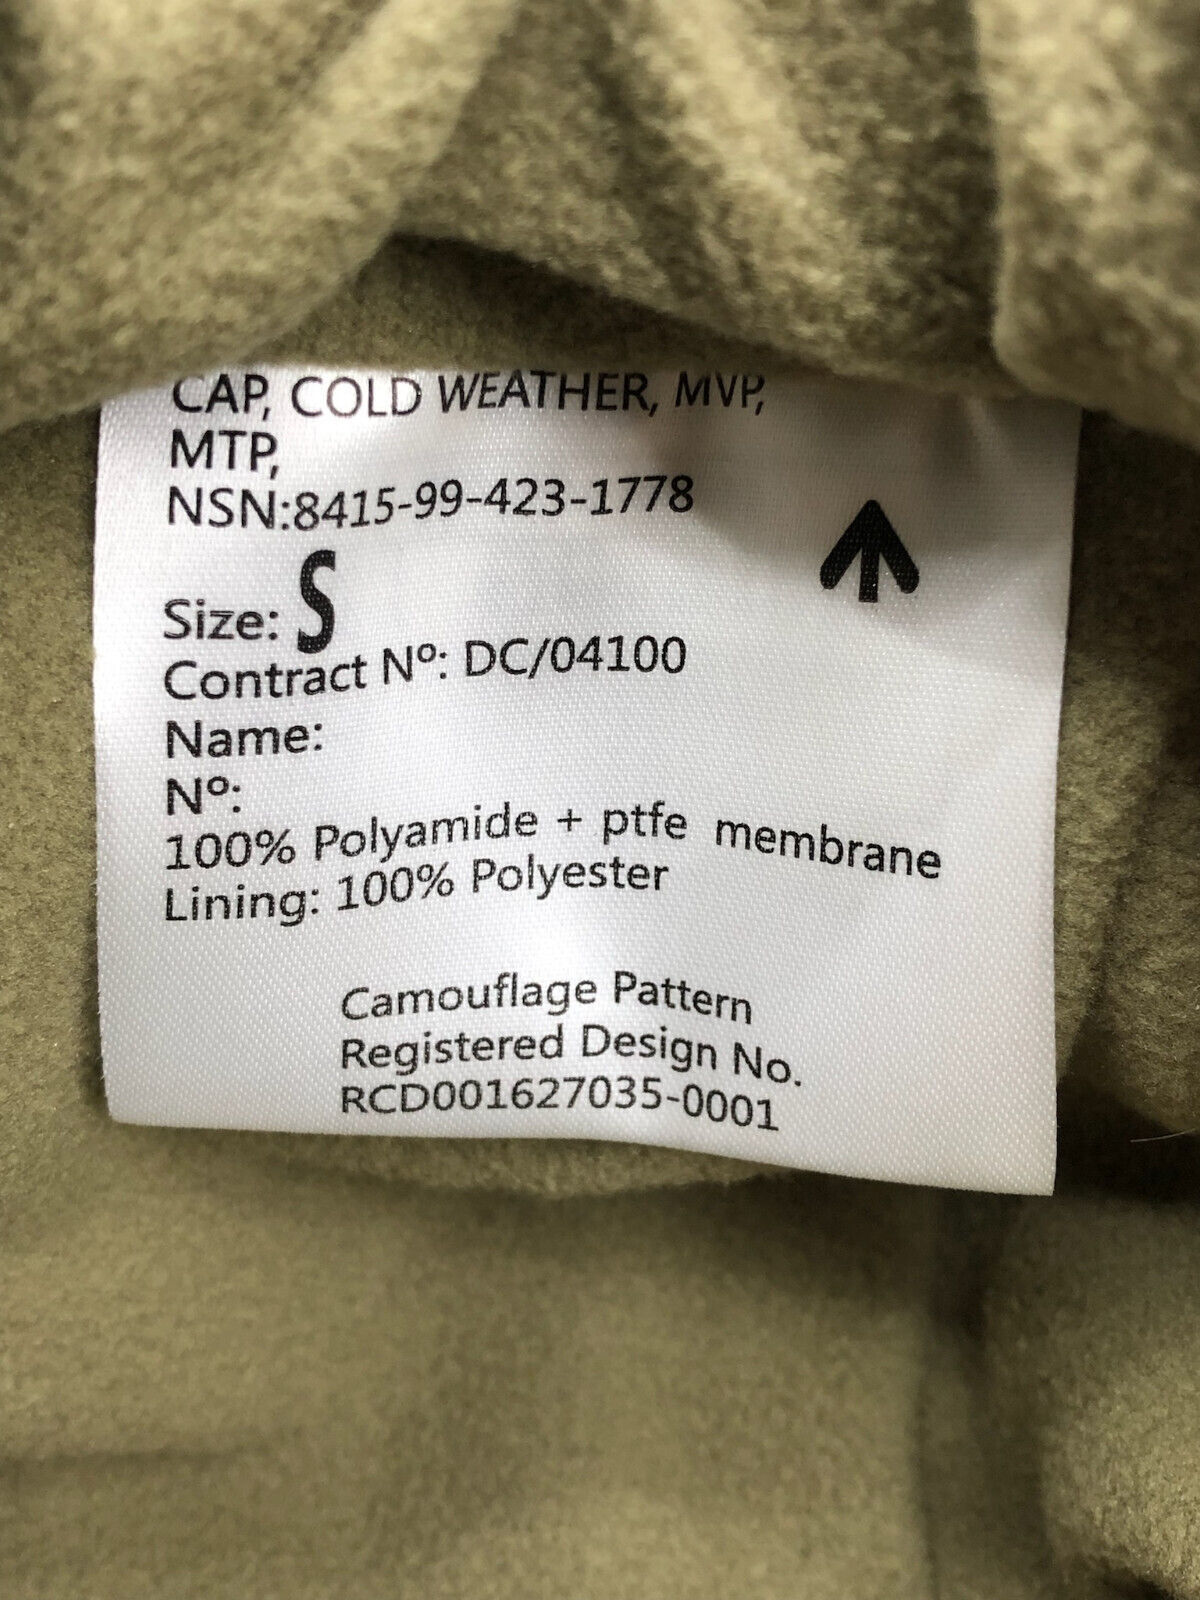 CAP, COLD WEATHER, MVP,
MTP,
NSN:8415-99-423-1778
Size: S
Contract Nº: DC/04100
Name:
Nº:
100% Polyamide + ptfe membrane
Lining: 100% Polyester
Camouflage Pattern
Registered Design No.
RCD001627035-0001